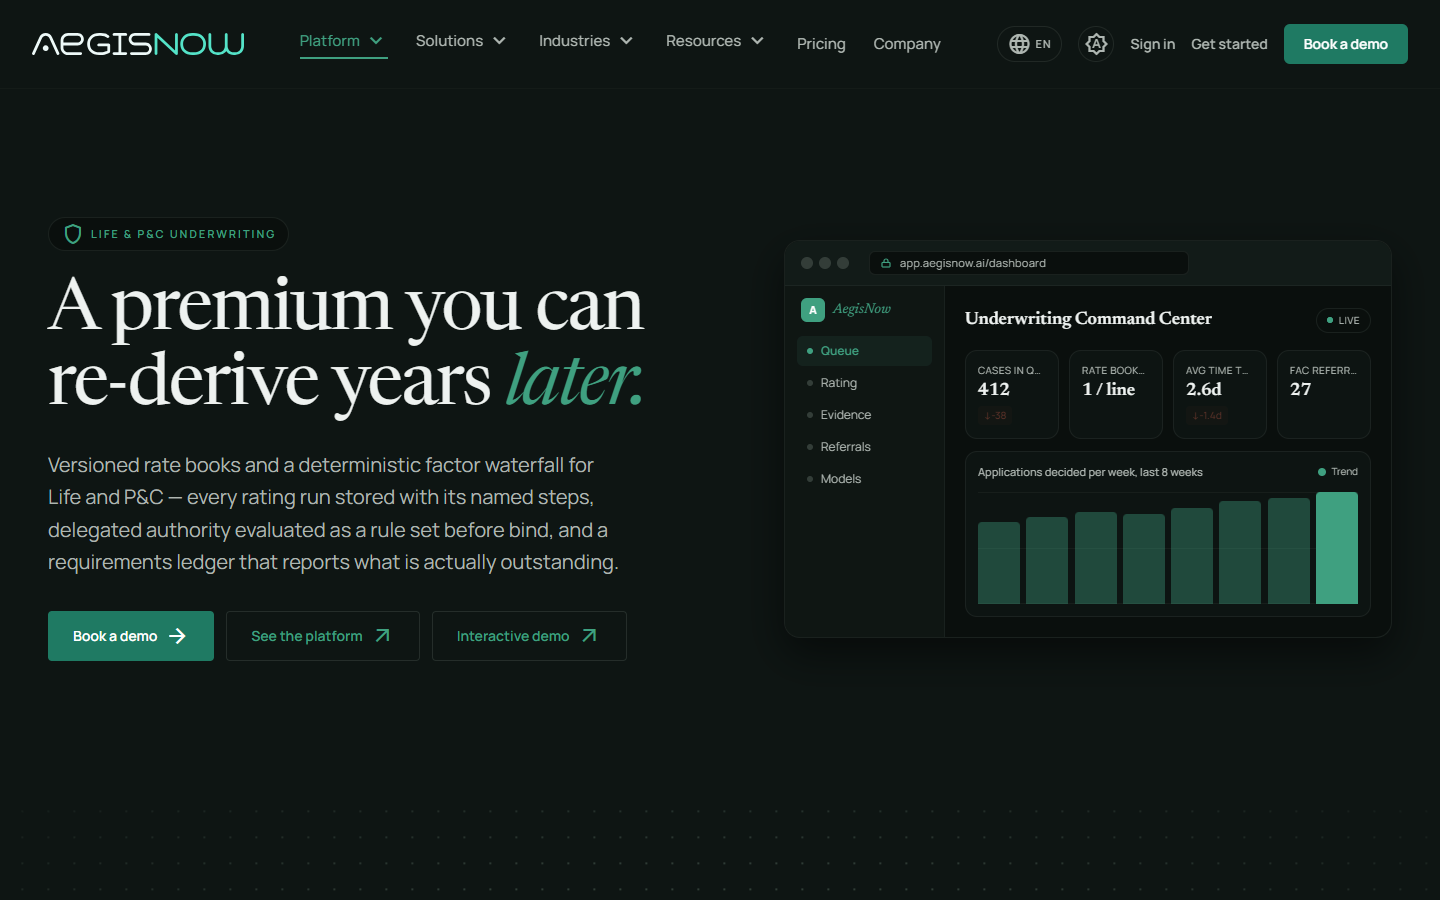 AEGISNOW
Platform
Solutions
Industries
Resources
Pricing
Company
EN
A
Sign in
Get started
Book a demo
LIFE & P&C UNDERWRITING
A premium you can
re-derive years later.
Versioned rate books and a deterministic factor waterfall for
Life and P&C — every rating run stored with its named steps,
delegated authority evaluated as a rule set before bind, and a
requirements ledger that reports what is actually outstanding.
Book a demo
See the platform
Interactive demo
app.aegisnow.ai/dashboard
A AegisNow
Queue
Rating
Evidence
Referrals
Models
Underwriting Command Center
LIVE
CASES IN Q...
412
↓-38
RATE BOOK...
1 / line
AVG TIME T...
2.6d
↓-1.4d
FAC REFERR...
27
Applications decided per week, last 8 weeks
Trend